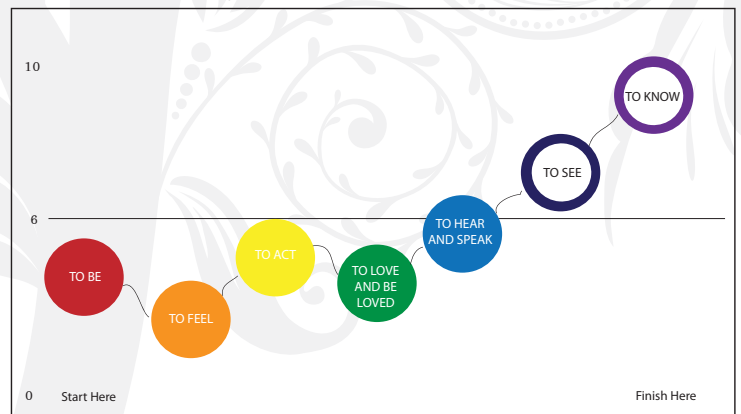 10
TO KNOW
TO SEE
6
TO HEAR
AND SPEAK
TO ACT
TO BE
TO LOVE
AND BE
LOVED
TO FEEL
0
Start Here
Finish Here